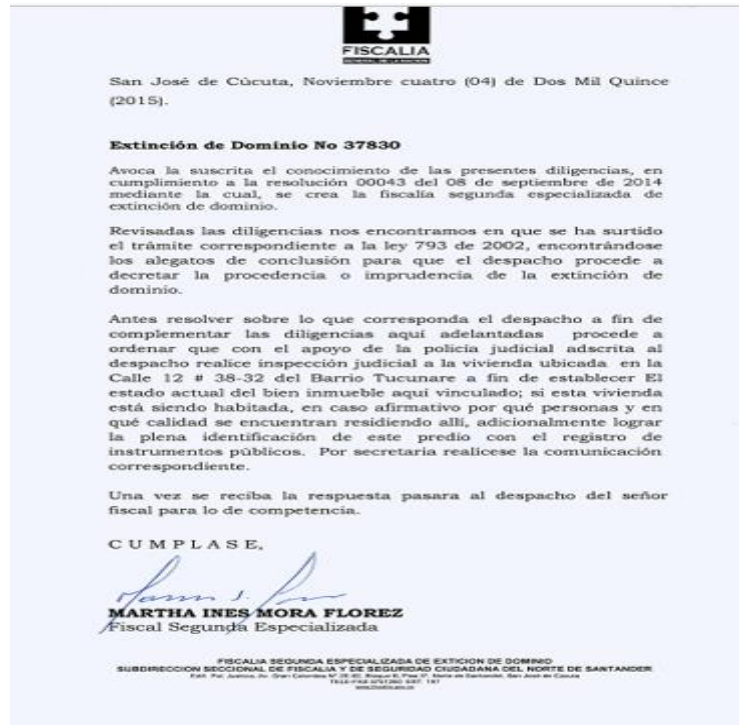 FISCALIA
GENERAL DE LA NACION
San José de Cúcuta, Noviembre cuatro (04) de Dos Mil Quince
(2015).
Extinción de Dominio No 37830
Avoca la suscrita el conocimiento de las presentes diligencias, en
cumplimiento a la resolución 00043 del 08 de septiembre de 2014
mediante la cual, se crea la fiscalía segunda especializada de
extinción de dominio.
Revisadas las diligencias nos encontramos en que se ha surtido
el trámite correspondiente a la ley 793 de 2002, encontrándose
los alegatos de conclusión para que el despacho procede a
decretar la procedencia o imprudencia de la extinción de
dominio.
Antes resolver sobre lo que corresponda el despacho a fin de
complementar las diligencias aquí adelantadas procede a
ordenar que con el apoyo de la policía judicial adscrita al
despacho realice inspección judicial a la vivienda ubicada en la
Calle 12 # 38-32 del Barrio Tucunare a fin de establecer El
estado actual del bien inmueble aquí vinculado; si esta vivienda
está siendo habitada, en caso afirmativo por qué personas y en
qué calidad se encuentran residiendo allí, adicionalmente lograr
la plena identificación de este predio con el registro de
instrumentos públicos. Por secretaria realícese la comunicación
correspondiente.
Una vez se reciba la respuesta pasara al despacho del señor
fiscal para lo de competencia.
CUMPLASE,
MARTHA INES MORA FLOREZ
Fiscal Segunda Especializada
FISCALIA SEGUNDA ESPECIALIZADA DE EXTICION DE DOMINIO
SUBDIRECCION SECCIONAL DE FISCALIA Y DE SEGURIDAD CIUDADANA DEL NORTE DE SANTANDER